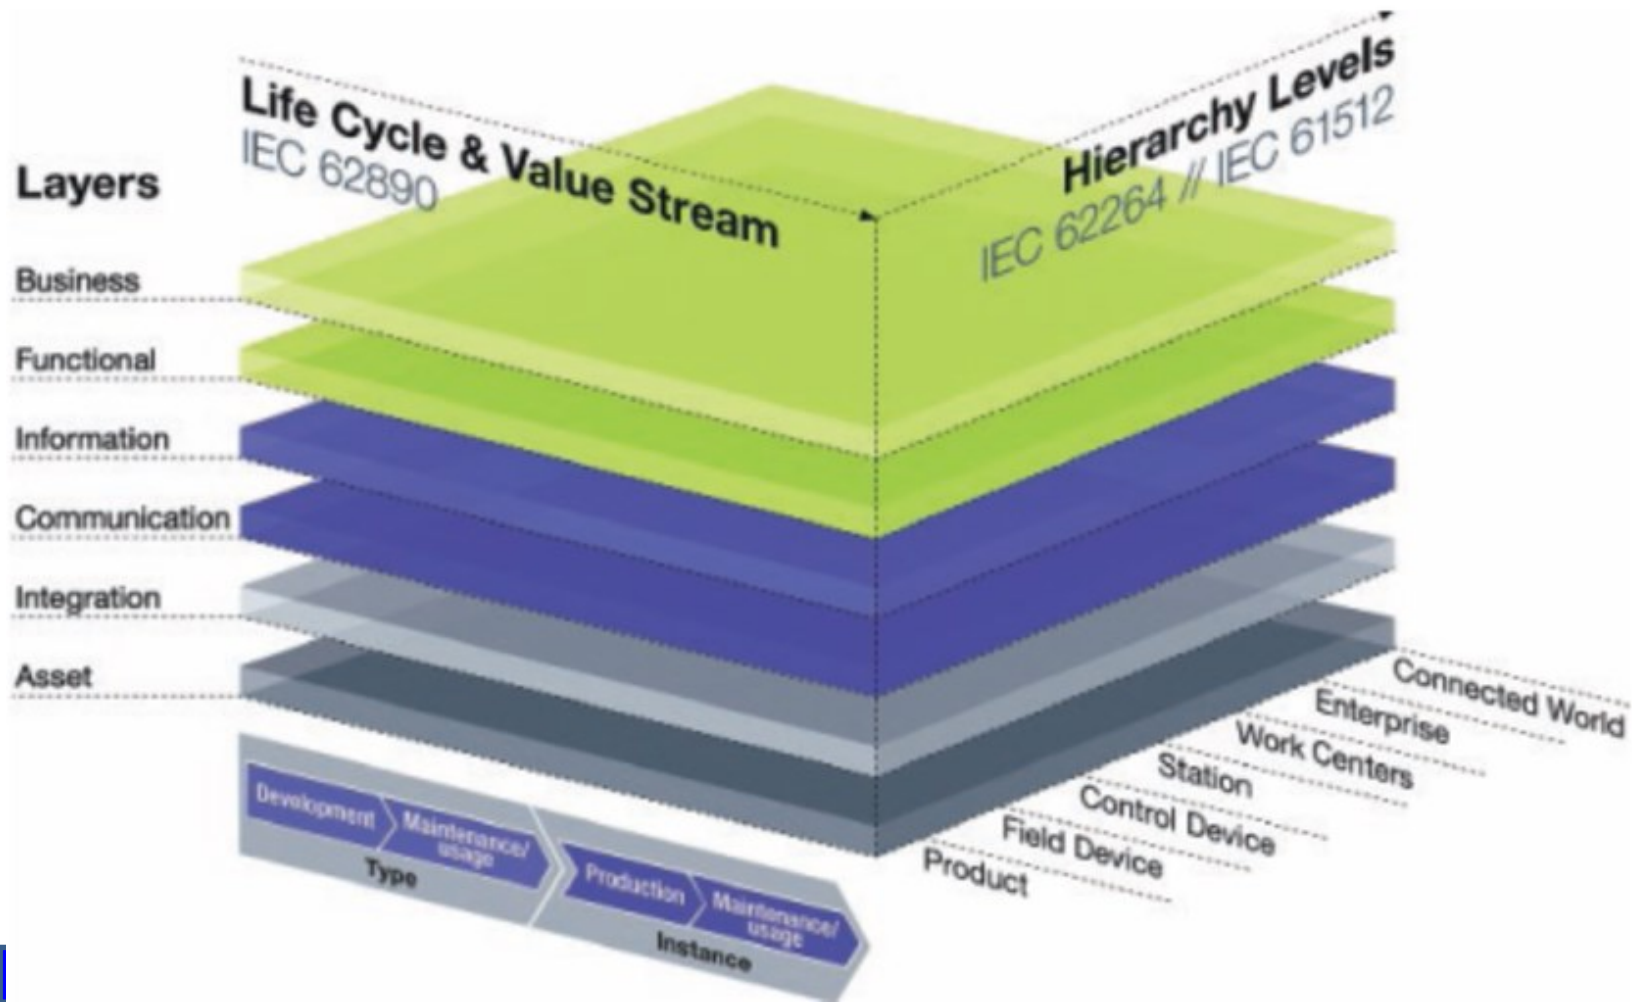 Life Cycle & Value Stream
IEC 62890
Hierarchy Levels
IEC 62264 // IEC 61512
Layers
Business
Functional
Information
Communication
Integration
Asset
Connected World
Enterprise
Work Centers
Station
Control Device
Field Device
Product
Development
Maintenance/
usage
Type
Production
Maintenance/
usage
Instance